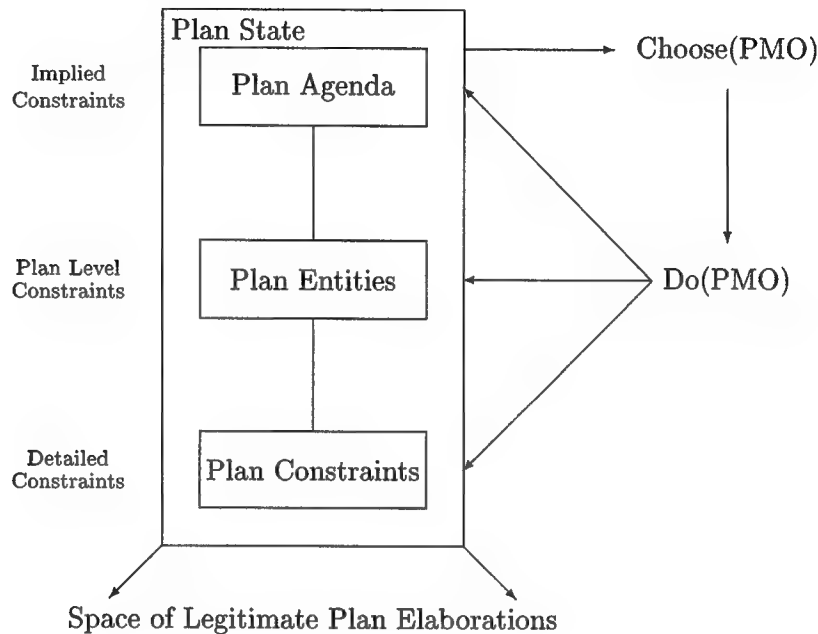 Plan State
Implied
Constraints
Plan Agenda
Choose(PMO)
Plan Level
Constraints
Plan Entities
Do(PMO)
Detailed
Constraints
Plan Constraints
Space of Legitimate Plan Elaborations